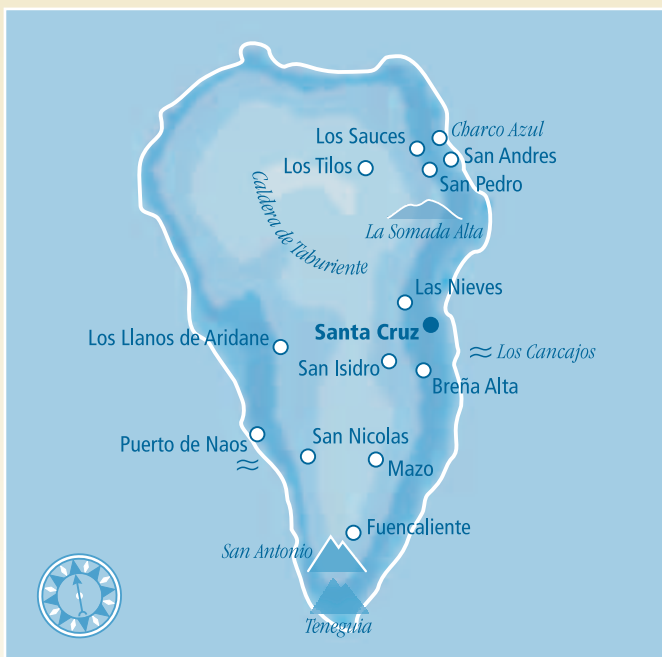 Los Sauces
Charco Azul
Los Tilos
San Andres
San Pedro
Caldera de Taburiente
La Somada Alta
Las Nieves
Santa Cruz
Los Llanos de Aridane
Los Cancajos
San Isidro
Breña Alta
Puerto de Naos
San Nicolas
Mazo
Fuencaliente
San Antonio
Teneguia